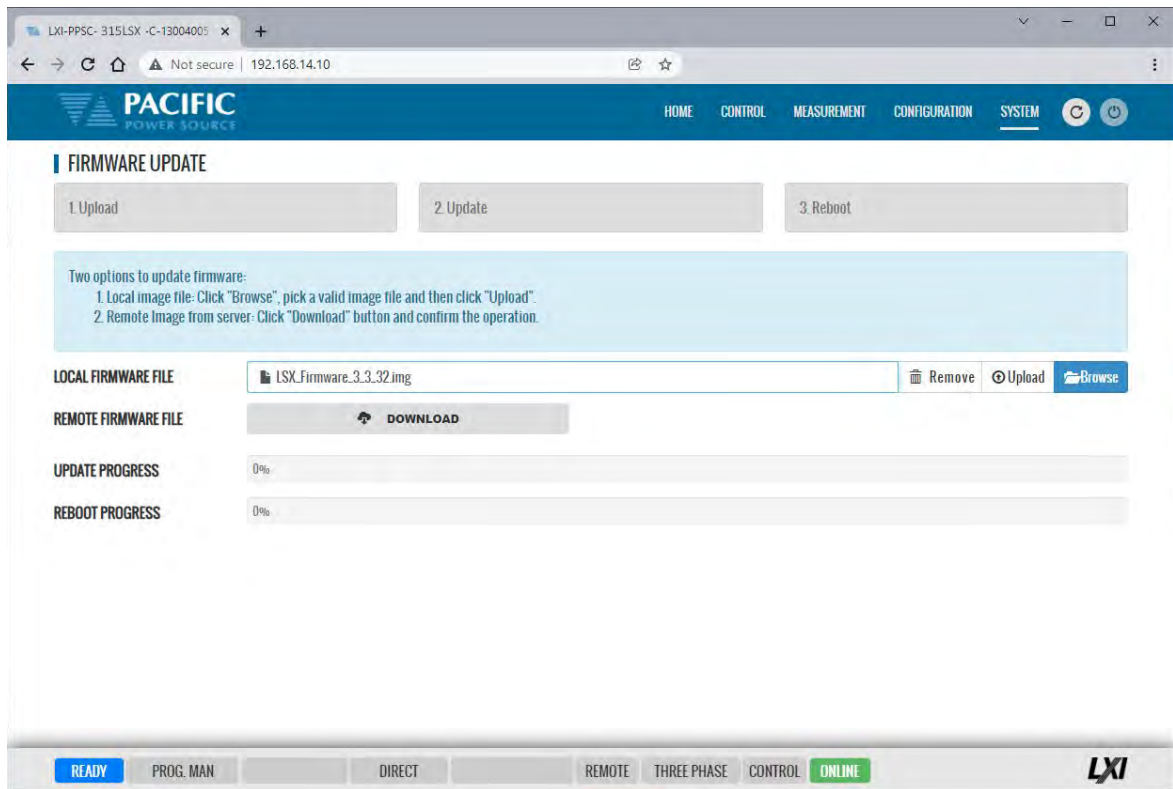 LXI-PPSC- 315LSX -C-13004005
Not secure | 192.168.14.10
PACIFIC
POWER SOURCE
HOME CONTROL MEASUREMENT CONFIGURATION SYSTEM
FIRMWARE UPDATE
1. Upload 2. Update 3. Reboot
Two options to update firmware:
1. Local image file: Click "Browse", pick a valid image file and then click "Upload".
2. Remote Image from server: Click "Download" button and confirm the operation.
LOCAL FIRMWARE FILE LSX_Firmware_3_3_32.img Remove Upload Browse
REMOTE FIRMWARE FILE DOWNLOAD
UPDATE PROGRESS 0%
REBOOT PROGRESS 0%
READY PROG. MAN DIRECT REMOTE THREE PHASE CONTROL ONLINE LXI